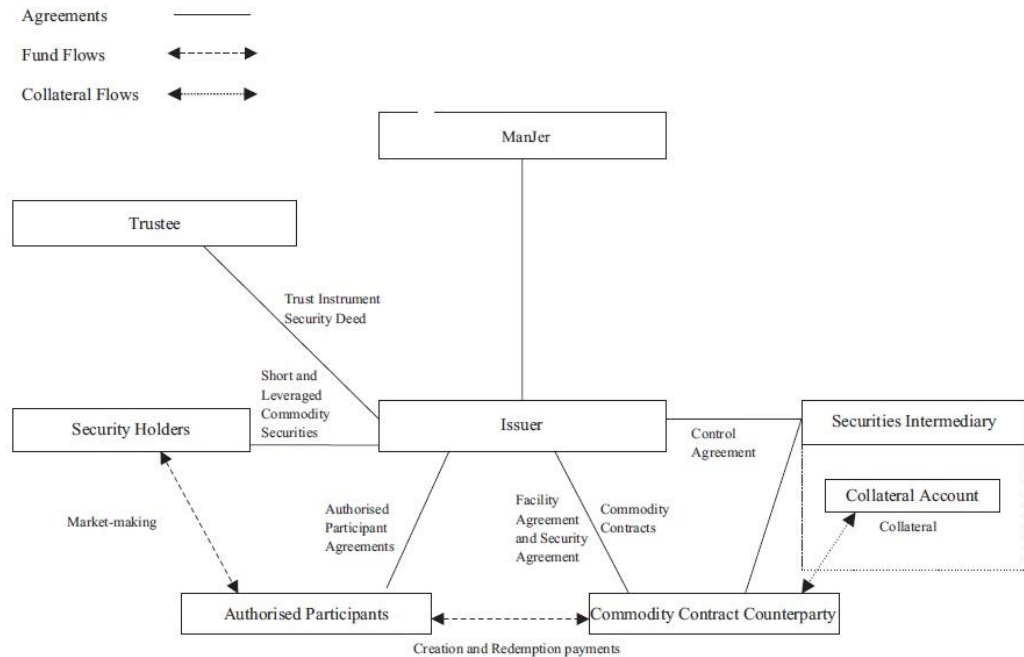 Agreements
Fund Flows
Collateral Flows
ManJer
Trustee
Trust Instrument
Security Deed
Short and
Leveraged
Commodity
Securities
Security Holders
Issuer
Securities Intermediary
Control
Agreement
Collateral Account
Collateral
Market-making
Authorised
Participant
Agreements
Facility
Agreement
and Security
Agreement
Commodity
Contracts
Authorised Participants
Commodity Contract Counterparty
Creation and Redemption payments